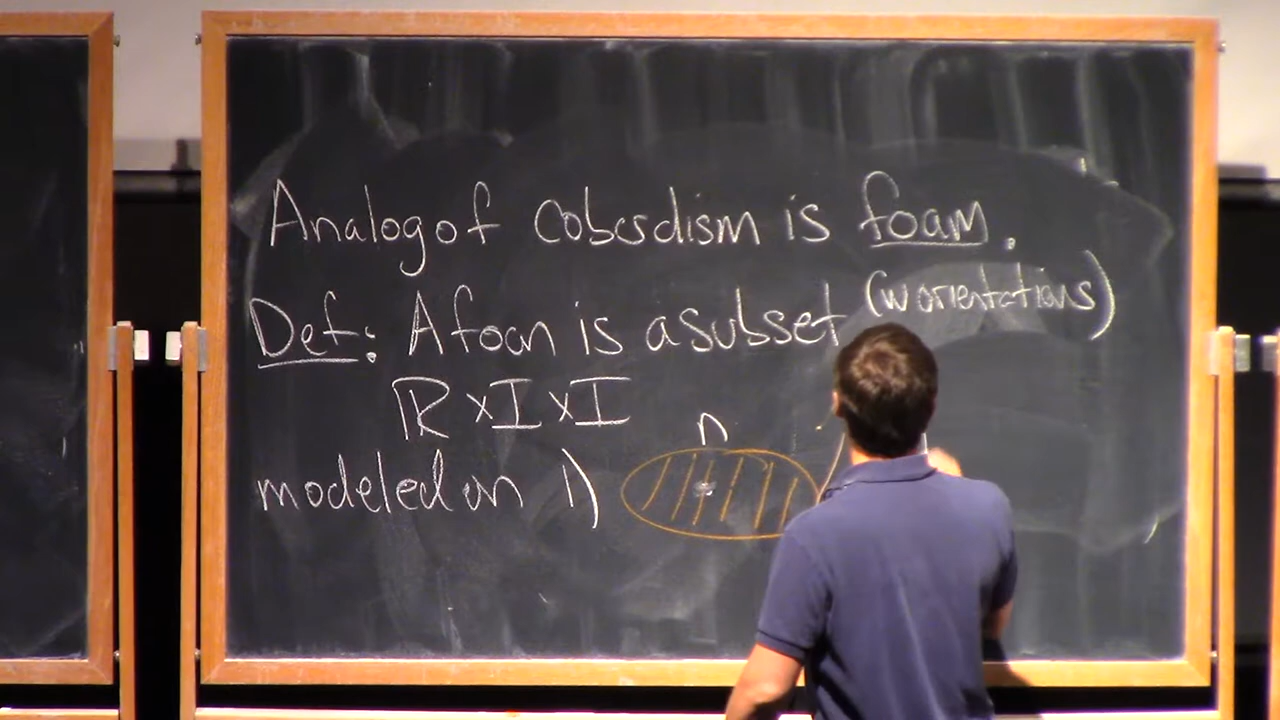 Analog of cobordism is foam.
Def: A foam is a subset (w orientations)
ℝ × I × I
n
modeled on 1)